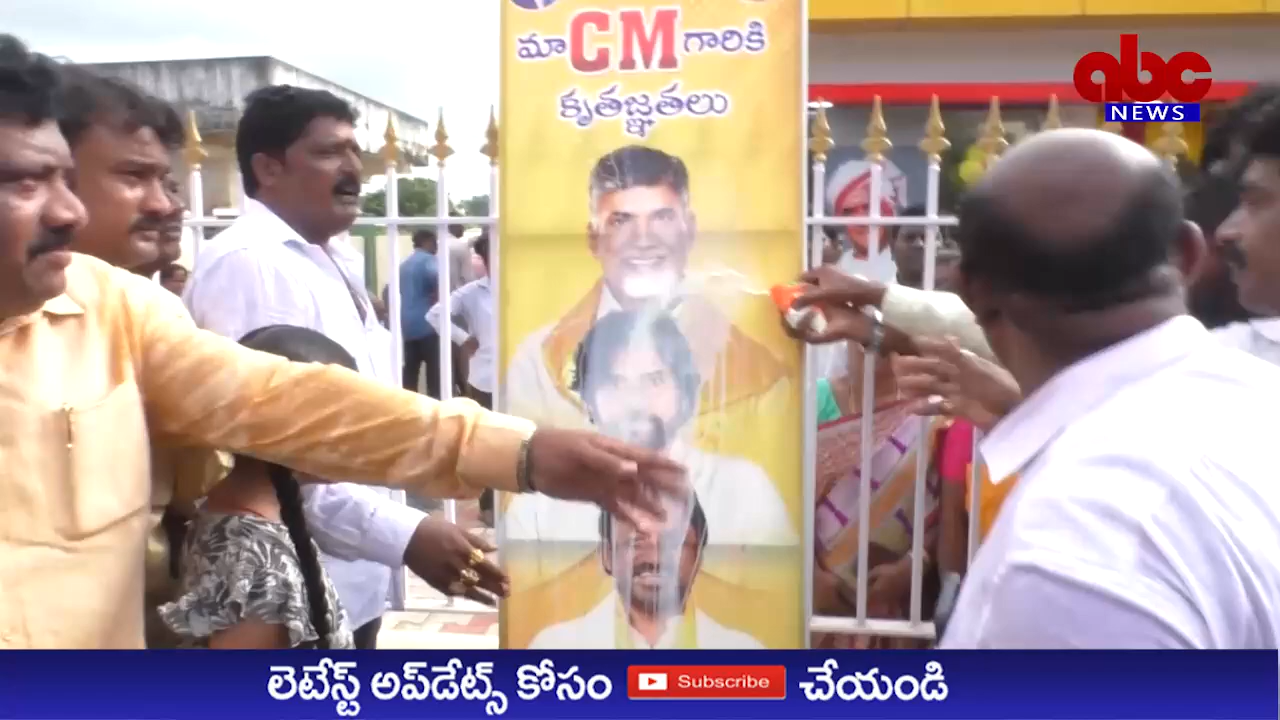 మా CM గారికి
కృతజ్ఞతలు
abc
NEWS
లెటేస్ట్ అప్‌డేట్స్ కోసం Subscribe చేయండి